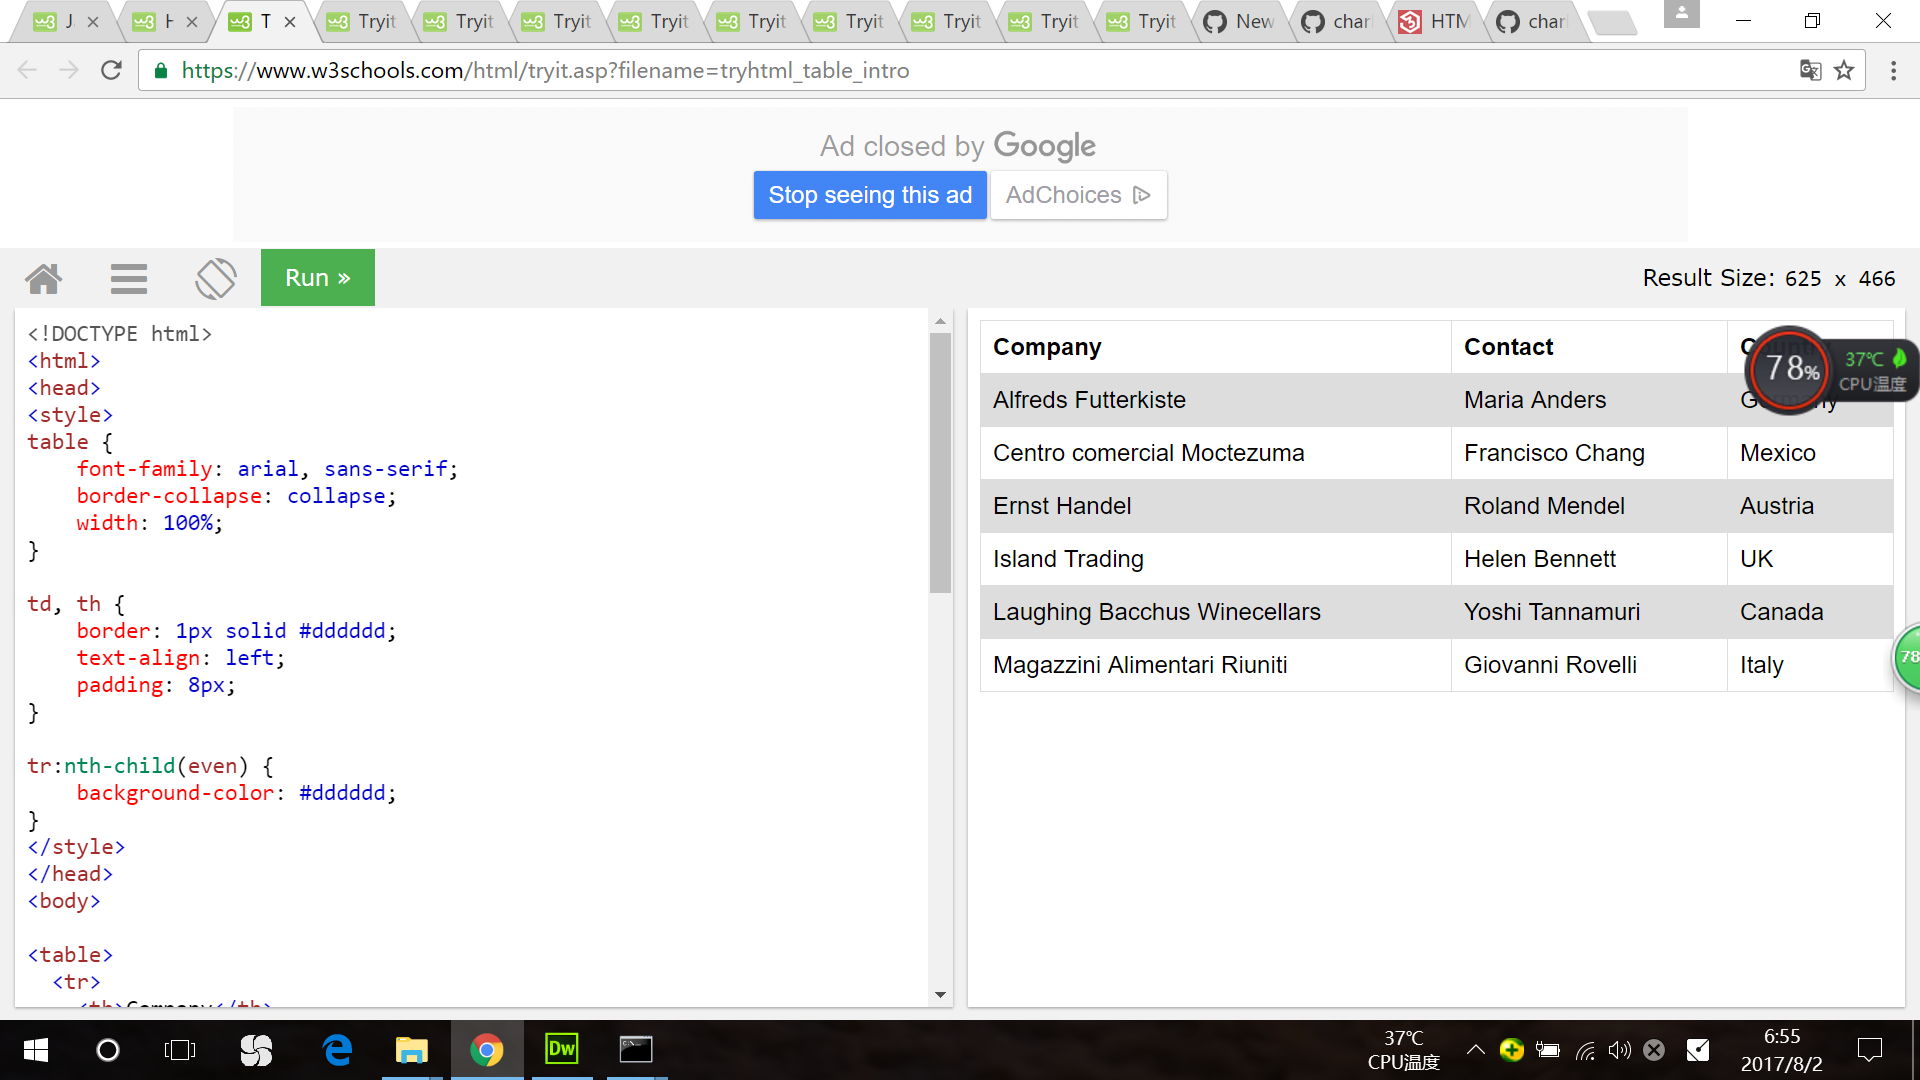 J
H
T
Tryit
Tryit
Tryit
Tryit
Tryit
Tryit
Tryit
Tryit
Tryit
New
char
HTM
char
https://www.w3schools.com/html/tryit.asp?filename=tryhtml_table_intro
Ad closed by Google
Stop seeing this ad
AdChoices
Run »
Result Size: 625 x 466
<!DOCTYPE html>
<html>
<head>
<style>
table {
    font-family: arial, sans-serif;
    border-collapse: collapse;
    width: 100%;
}
td, th {
    border: 1px solid #dddddd;
    text-align: left;
    padding: 8px;
}
tr:nth-child(even) {
    background-color: #dddddd;
}
</style>
</head>
<body>
<table>
  <tr>
    <th>Company</th>
Company Contact
Alfreds Futterkiste Maria Anders
Centro comercial Moctezuma Francisco Chang Mexico
Ernst Handel Roland Mendel Austria
Island Trading Helen Bennett UK
Laughing Bacchus Winecellars Yoshi Tannamuri Canada
Magazzini Alimentari Riuniti Giovanni Rovelli Italy
78%
37℃
CPU温度
78
Dw
37℃
CPU温度
6:55
2017/8/2